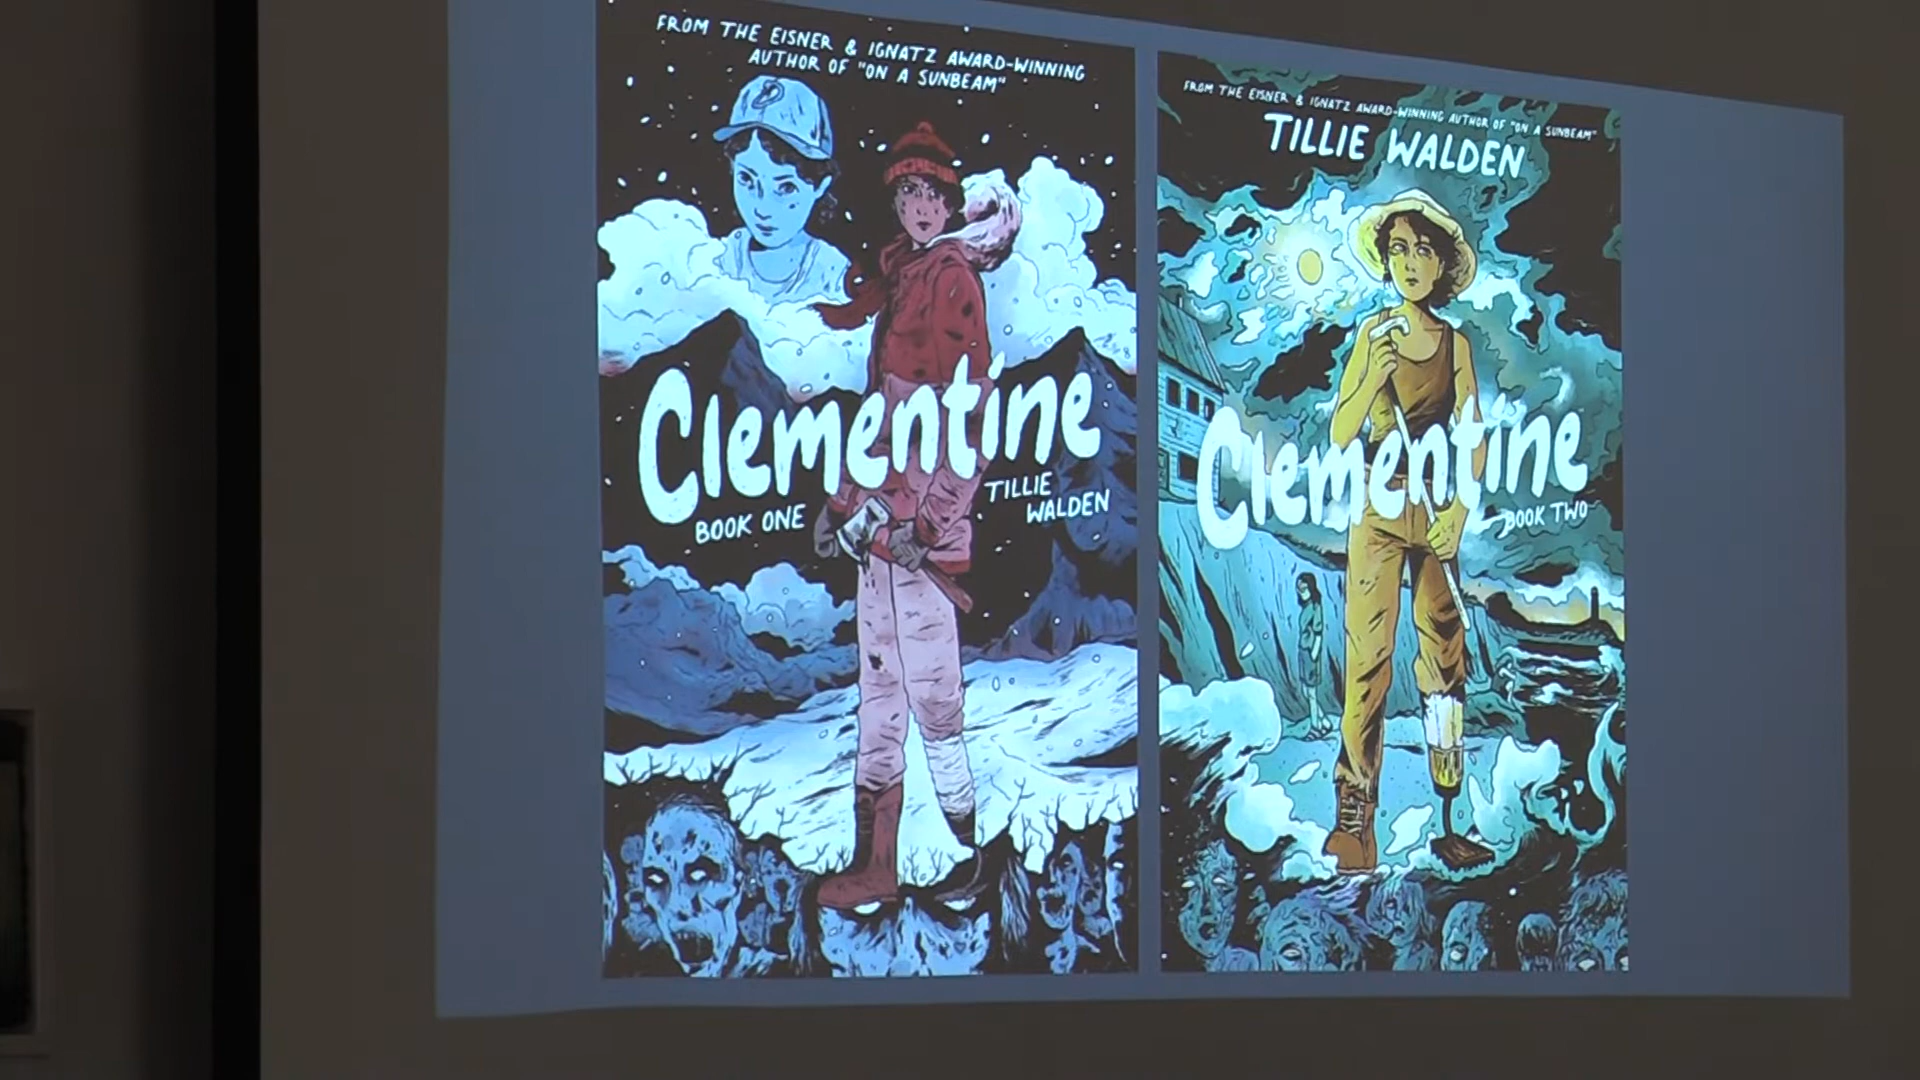 FROM THE EISNER & IGNATZ AWARD-WINNING
AUTHOR OF "ON A SUNBEAM"
D
Clementine
BOOK ONE
TILLIE
WALDEN
FROM THE EISNER & IGNATZ AWARD-WINNING AUTHOR OF "ON A SUNBEAM"
TILLIE WALDEN
Clementine
BOOK TWO